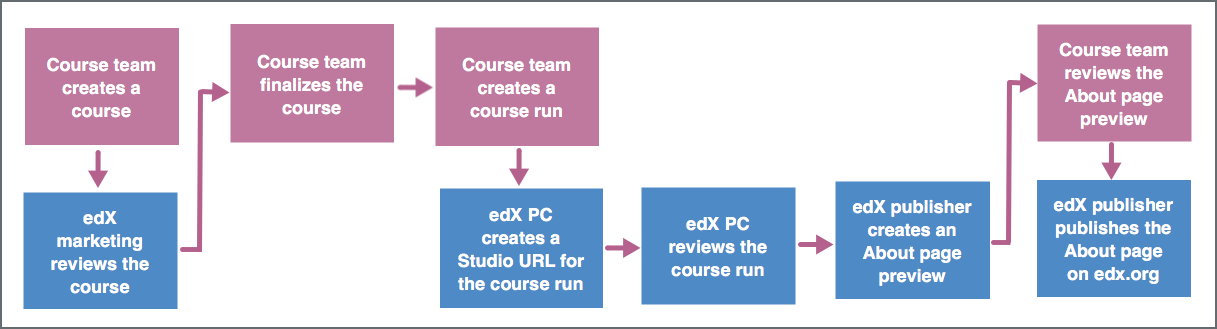 Course team
creates a
course
edX
marketing
reviews the
course
Course team
finalizes the
course
Course team
creates a
course run
edX PC
creates a
Studio URL for
the course run
edX PC
reviews the
course run
edX publisher
creates an
About page
preview
Course team
reviews the
About page
preview
edX publisher
publishes the
About page
on edx.org